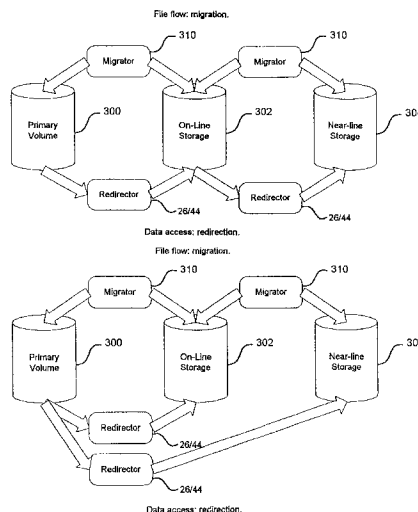 File flow: migration.
310
310
Migrator
Migrator
300
302
30
Primary
Volume
On-Line
Storage
Near-line
Storage
Redirector
Redirector
26/44
26/44
Data access: redirection.
File flow: migration.
310
310
Migrator
Migrator
300
302
30
Primary
Volume
On-Line
Storage
Near-line
Storage
Redirector
26/44
Redirector
26/44
Data access: redirection.